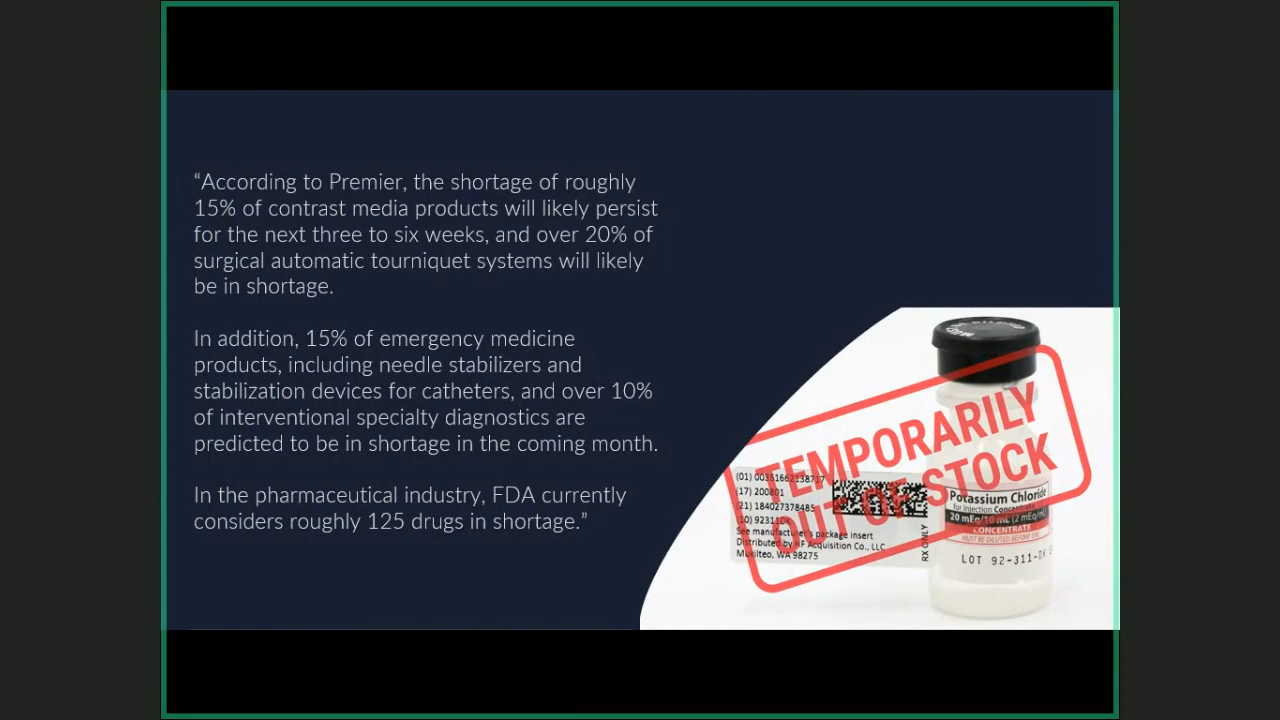 “According to Premier, the shortage of roughly
15% of contrast media products will likely persist
for the next three to six weeks, and over 20% of
surgical automatic tourniquet systems will likely
be in shortage.
In addition, 15% of emergency medicine
products, including needle stabilizers and
stabilization devices for catheters, and over 10%
of interventional specialty diagnostics are
predicted to be in shortage in the coming month.
In the pharmaceutical industry, FDA currently
considers roughly 125 drugs in shortage.”
TEMPORARILY
OUT OF STOCK
(01) 00351662138717
(17) 200801
(21) 184027378485
(10) 92311DK
See manufacturer's package insert
Distributed by HF Acquisition Co., LLC
Mukilteo, WA 98275
RX ONLY
Potassium Chloride
for Injection Concentrate
20 mEq/10 mL (2 mEq/mL)
CONCENTRATE
MUST BE DILUTED BEFORE USE
LOT 92-311-DK